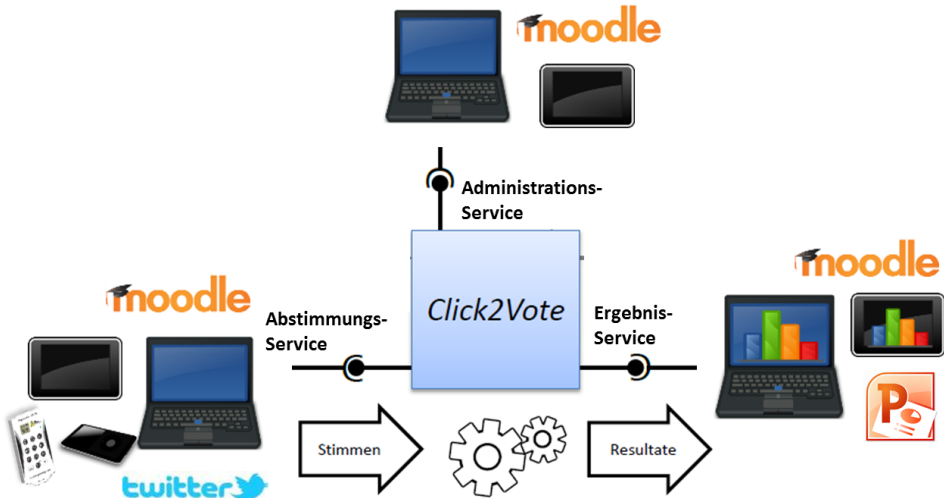 moodle
Administrations-
Service
moodle
moodle
Abstimmungs-
Service
Click2Vote
Ergebnis-
Service
Stimmen
Resultate
twitter
P